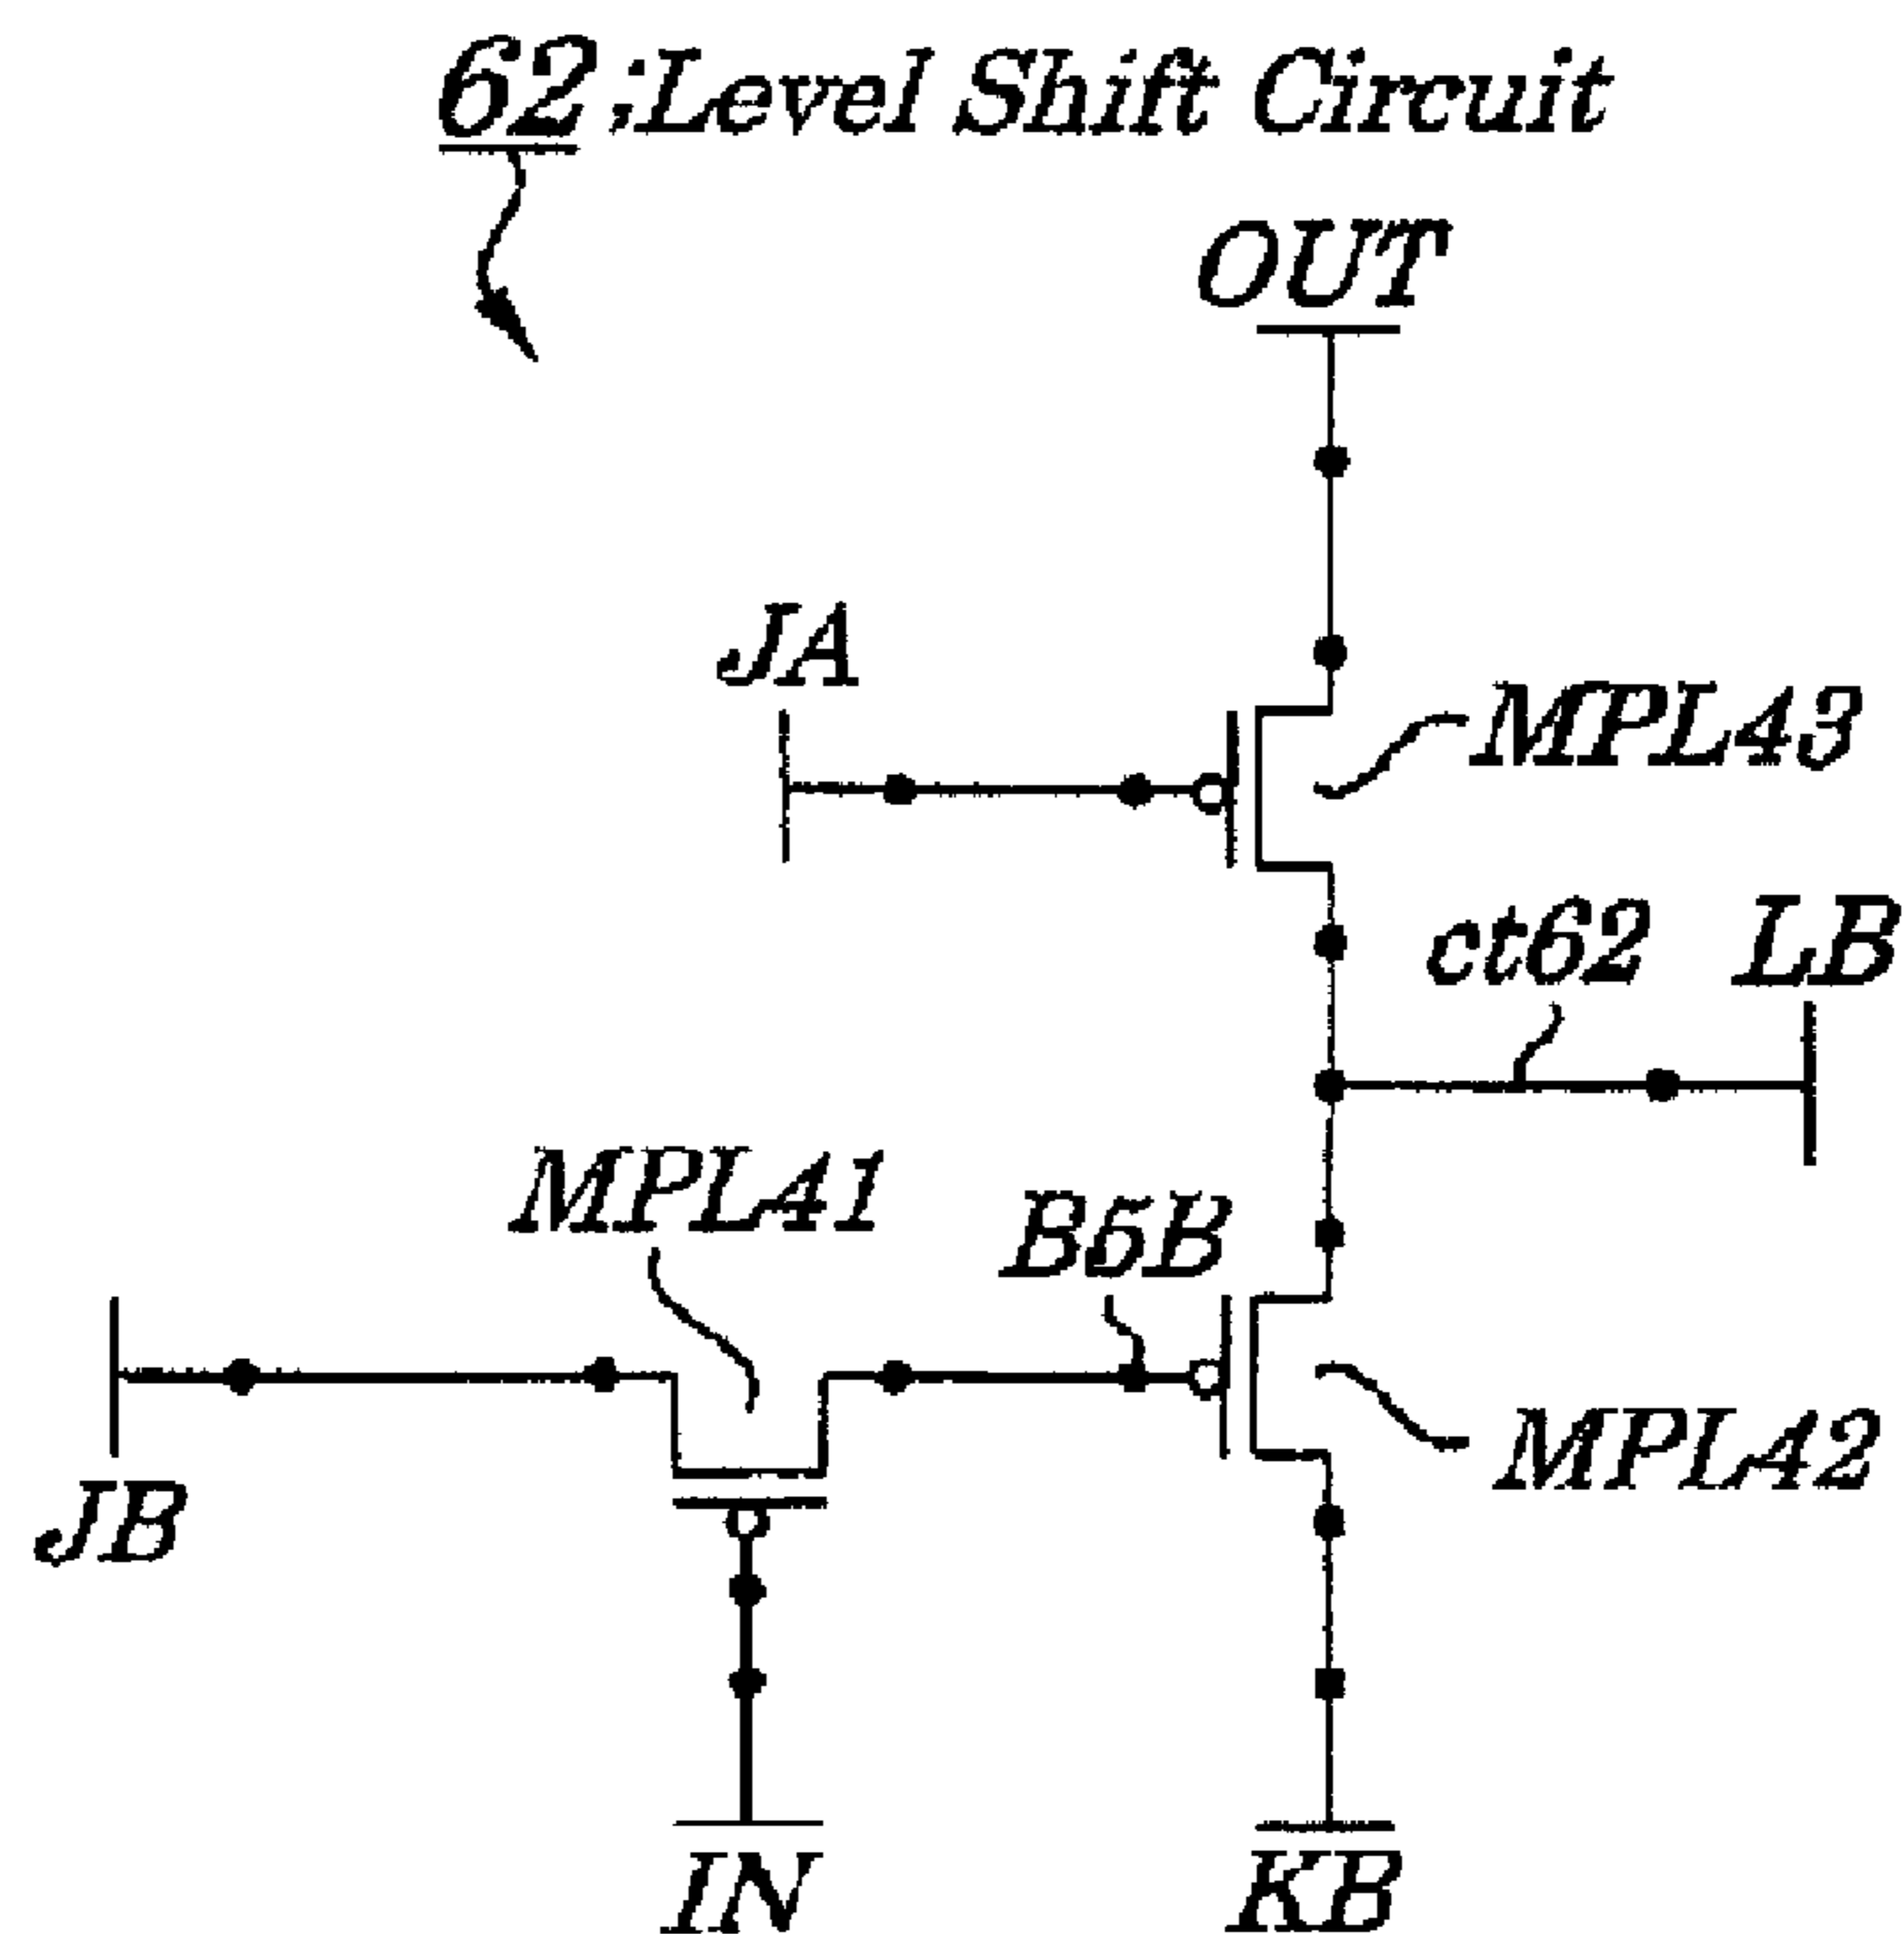 62;Level Shift Circuit
OUT
JA
MPL43
ct62
LB
MPL41
B5B
MPL42
JB
IN
KB